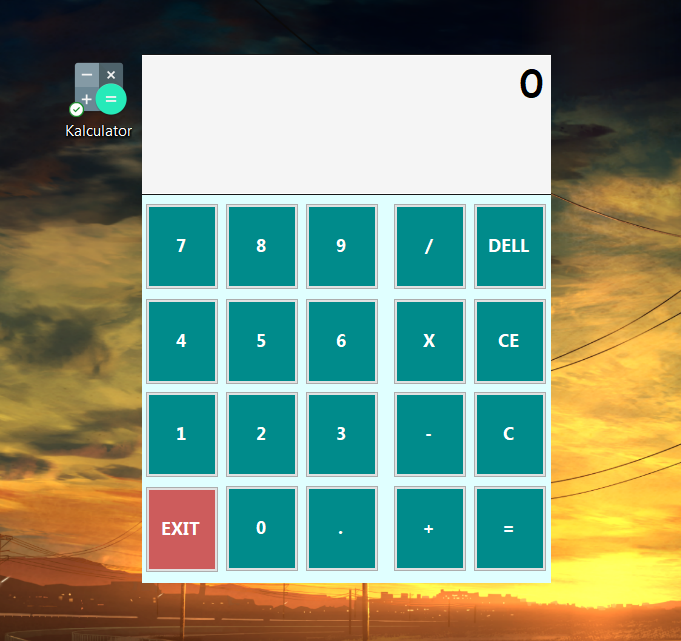 0
Kalculator
7 8 9 / DELL
4 5 6 X CE
1 2 3 - C
EXIT 0 . + =